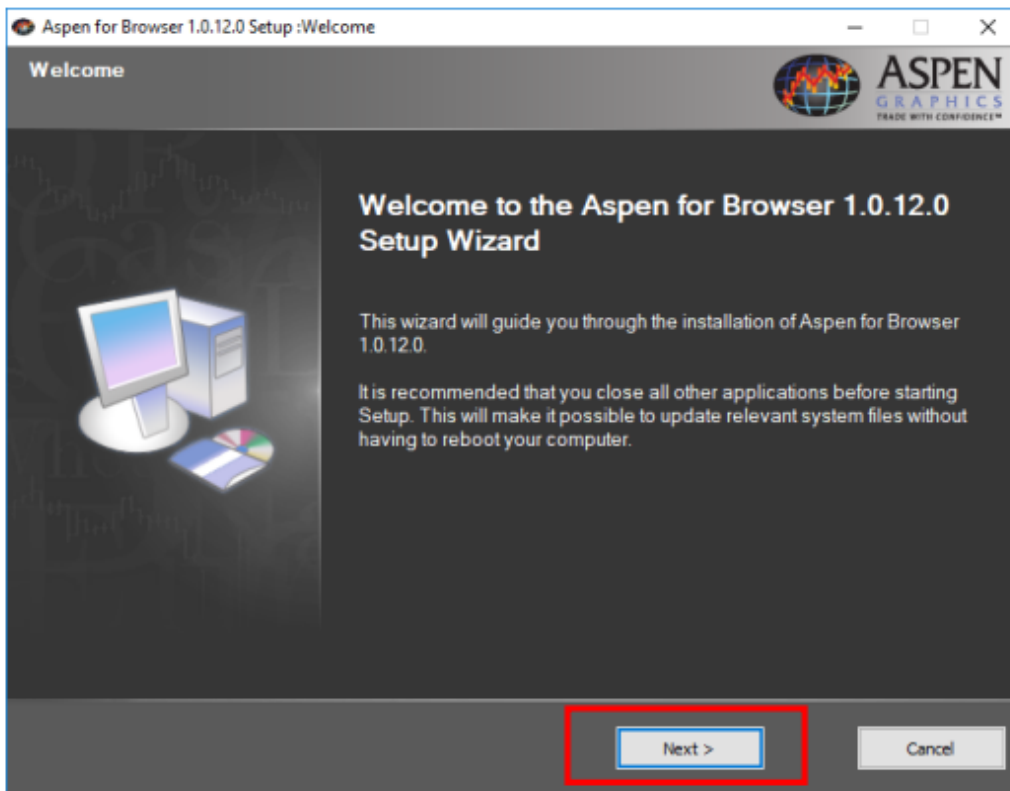 Aspen for Browser 1.0.12.0 Setup :Welcome
Welcome
ASPEN
GRAPHICS
TRADE WITH CONFIDENCE™
Welcome to the Aspen for Browser 1.0.12.0
Setup Wizard
This wizard will guide you through the installation of Aspen for Browser
1.0.12.0.
It is recommended that you close all other applications before starting
Setup. This will make it possible to update relevant system files without
having to reboot your computer.
Next >
Cancel